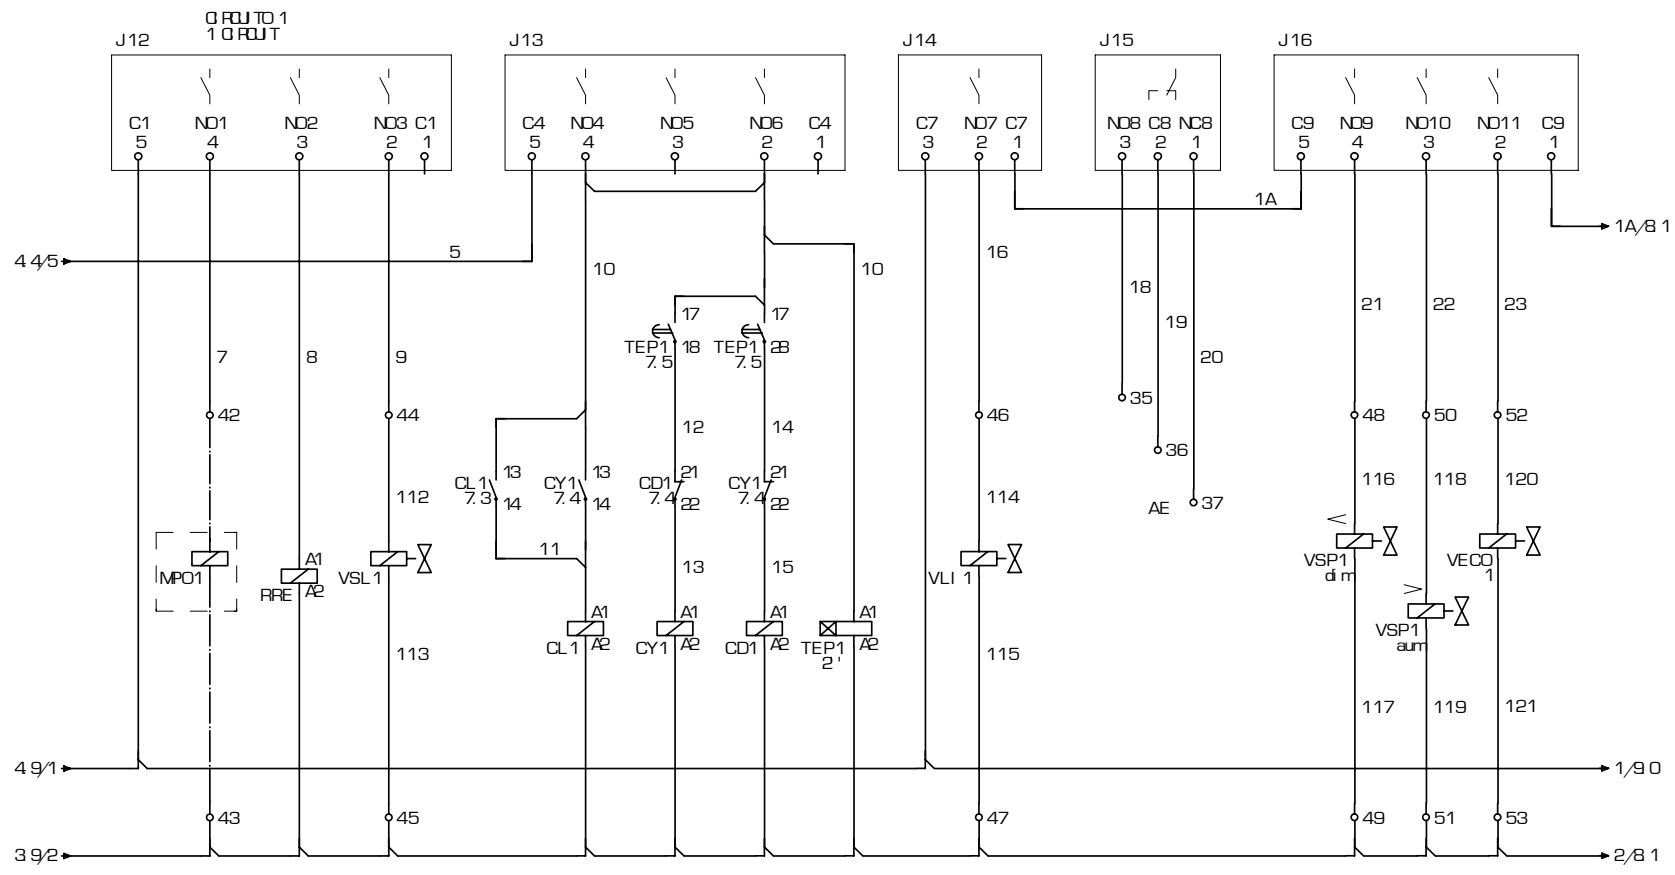 CIRCUITO 1
1 CIRCUIT
J12 J13 J14 J15 J16
C1 NO1 NO2 NO3 C1 C4 NO4 NO5 NO6 C4 C7 NO7 C7 NO8 C8 NC8 C9 NO9 NO10 NO11 C9
5 4 3 2 1 5 4 3 2 1 3 2 1 3 2 1 5 4 3 2 1
1A
1A/8.1
4.4/5 5 10 10 16
18 21 22 23
17 17 19
TEP1 18 TEP1 28
7.5 7.5
7 8 9 20
35
42 44 46 48 50 52
12 14
36
13 13 21 21
CL1 CY1 CD1 CY1 116 118 120
7.3 14 7.4 14 7.4 22 7.4 22
112 114 AE 37
11
A1 VSP1 VECO
MPO1 VSL1 13 15 VLI 1 dim 1
RRE A2
A1 A1 A1 A1
CL1 A2 CY1 A2 CD1 A2 TEP1 A2 VSP1
2' aum
113 115
117 119 121
4.9/1 1/9.0
43 45 47 49 51 53
3.9/2 2/8.1